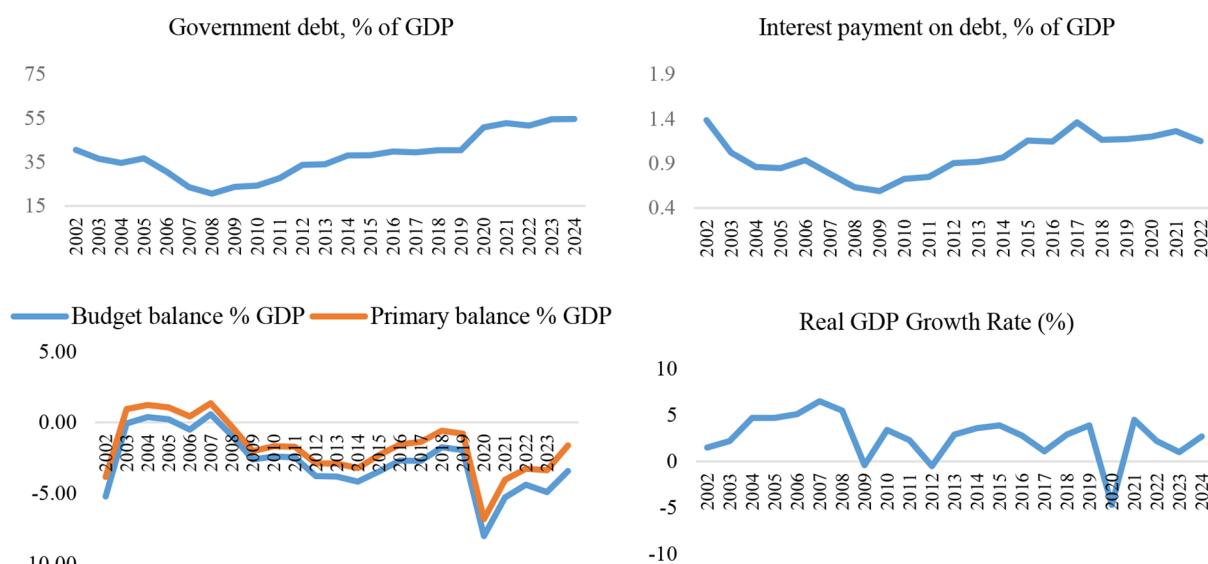 Government debt, % of GDP
75
55
35
15
2002 2003 2004 2005 2006 2007 2008 2009 2010 2011 2012 2013 2014 2015 2016 2017 2018 2019 2020 2021 2022 2023 2024
Interest payment on debt, % of GDP
1.9
1.4
0.9
0.4
2002 2003 2004 2005 2006 2007 2008 2009 2010 2011 2012 2013 2014 2015 2016 2017 2018 2019 2020 2021 2022
Budget balance % GDP Primary balance % GDP
5.00
0.00
-5.00
-10.00
2002 2003 2004 2005 2006 2007 2008 2009 2010 2011 2012 2013 2014 2015 2016 2017 2018 2019 2020 2021 2022 2023
Real GDP Growth Rate (%)
10
5
0
-5
-10
2002 2003 2004 2005 2006 2007 2008 2009 2010 2011 2012 2013 2014 2015 2016 2017 2018 2019 2020 2021 2022 2023 2024